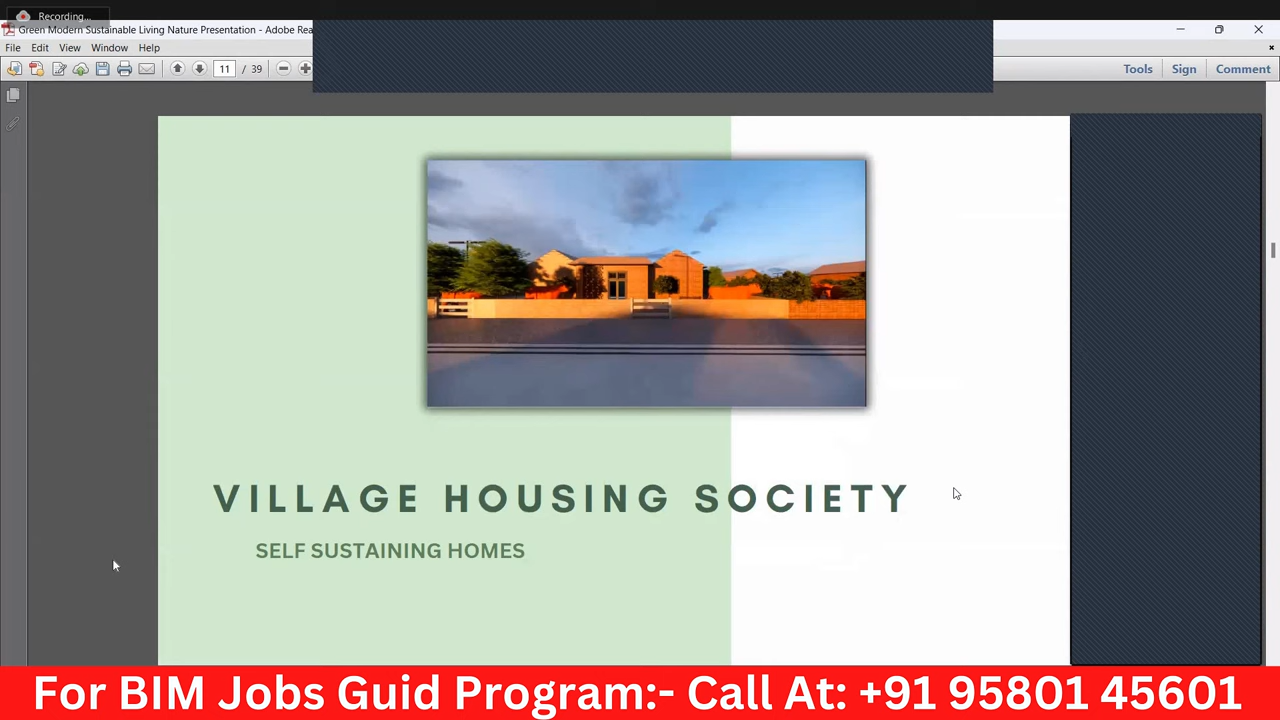 Recording...
Green Modern Sustainable Living Nature Presentation - Adobe Rea
File Edit View Window Help
11 / 39
Tools Sign Comment
VILLAGE HOUSING SOCIETY
SELF SUSTAINING HOMES
For BIM Jobs Guid Program:- Call At: +91 95801 45601